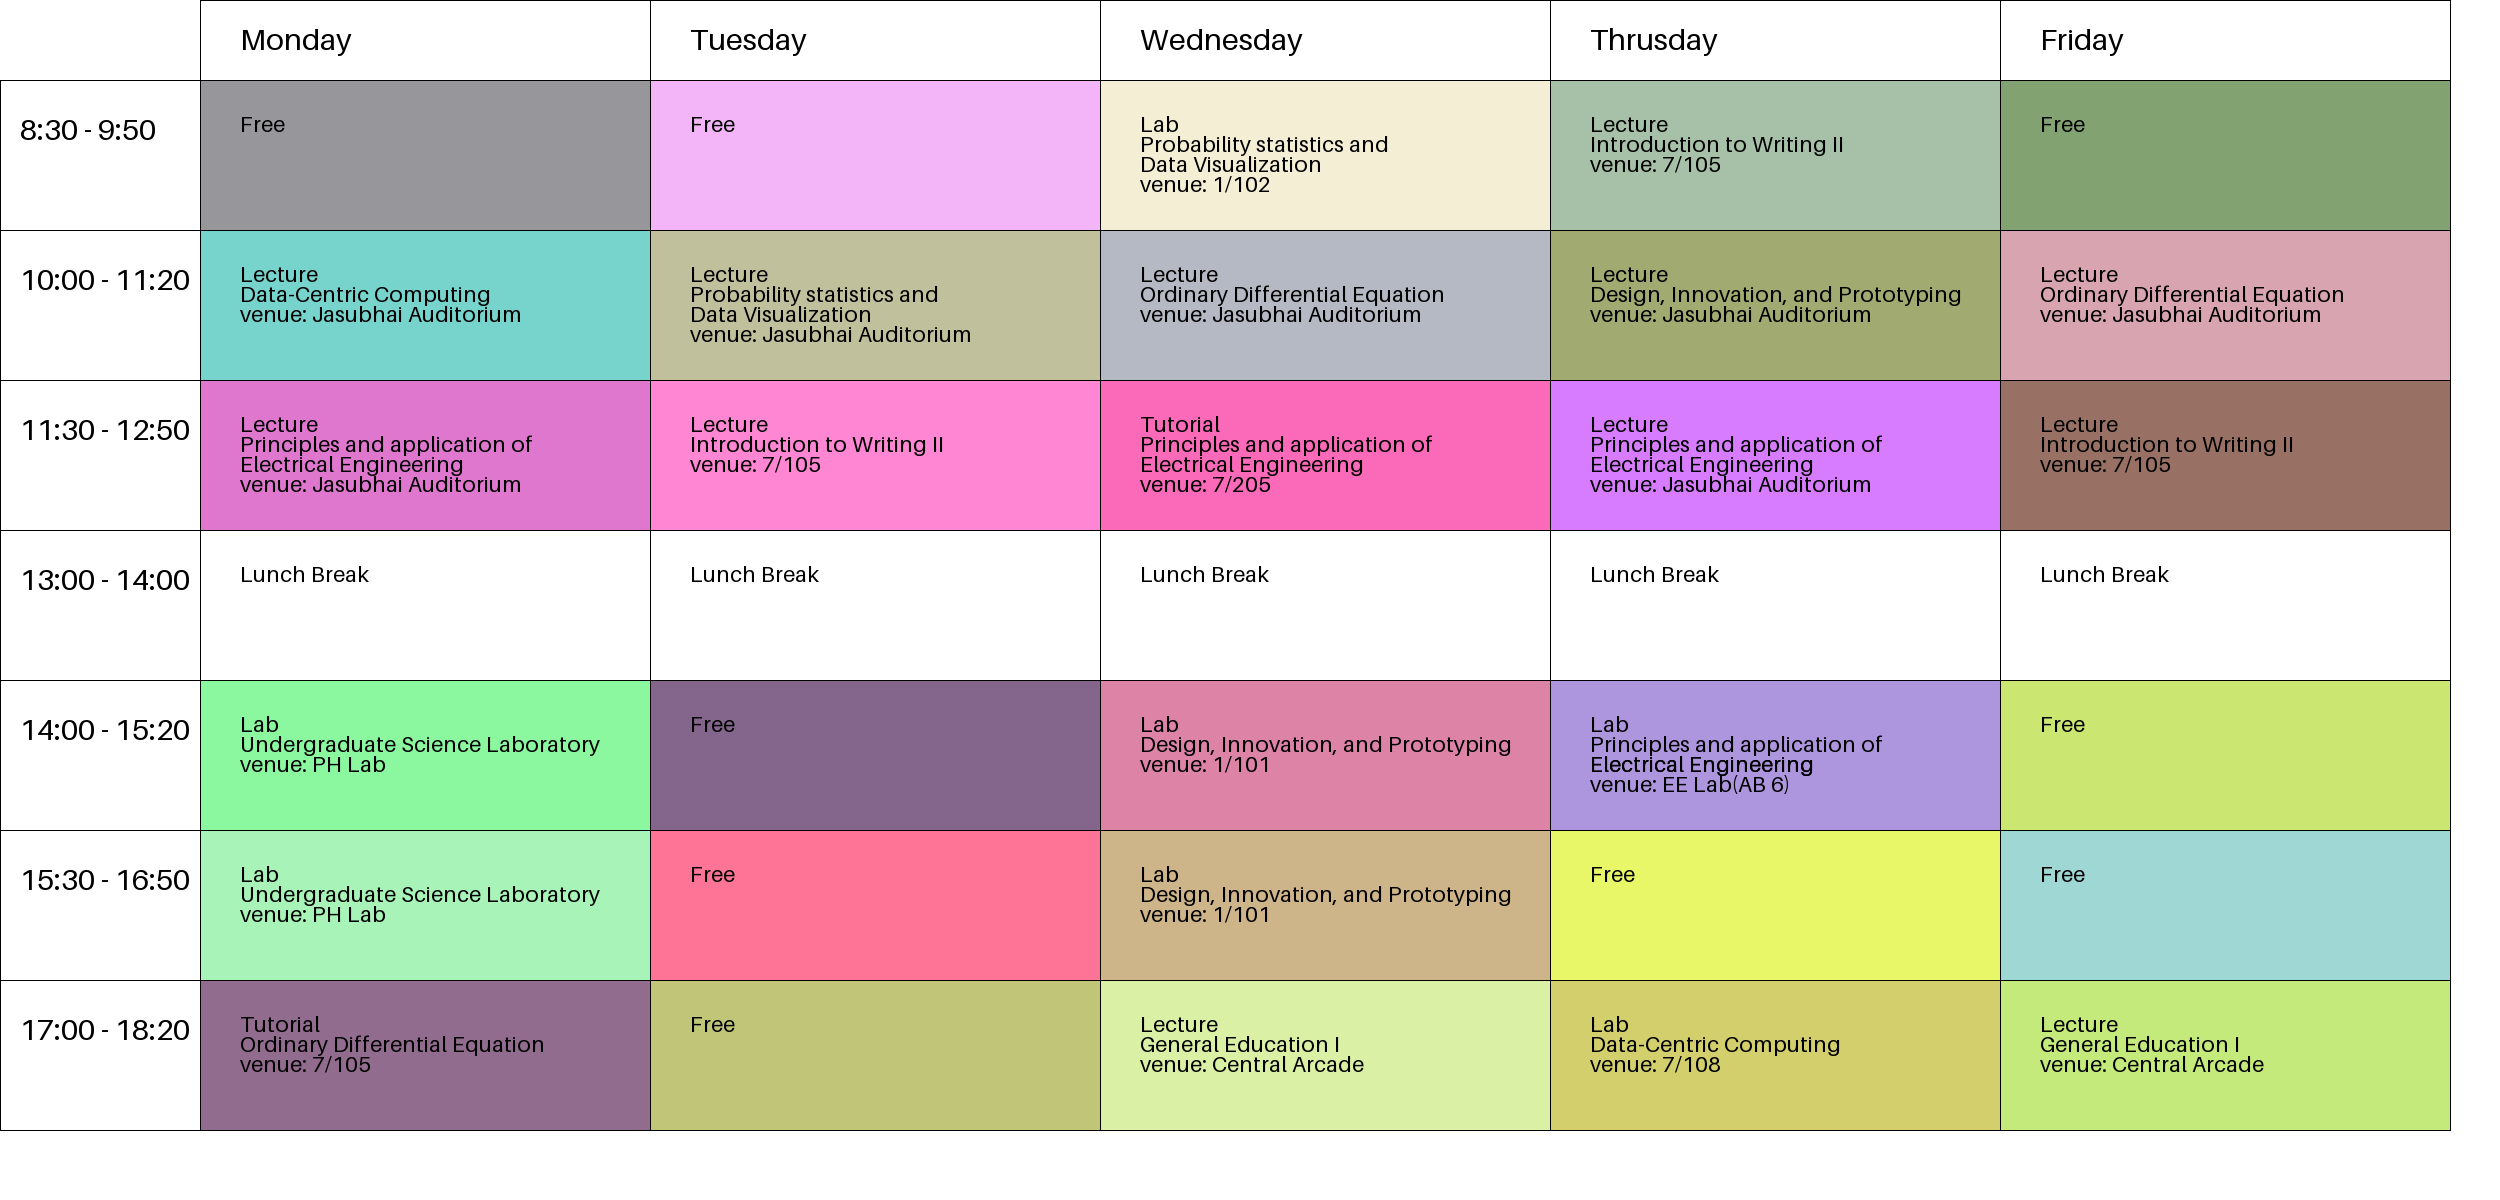 Monday
Tuesday
Wednesday
Thrusday
Friday
8:30 - 9:50
Free
Free
Lab
Probability statistics and
Data Visualization
venue: 1/102
Lecture
Introduction to Writing II
venue: 7/105
Free
10:00 - 11:20
Lecture
Data-Centric Computing
venue: Jasubhai Auditorium
Lecture
Probability statistics and
Data Visualization
venue: Jasubhai Auditorium
Lecture
Ordinary Differential Equation
venue: Jasubhai Auditorium
Lecture
Design, Innovation, and Prototyping
venue: Jasubhai Auditorium
Lecture
Ordinary Differential Equation
venue: Jasubhai Auditorium
11:30 - 12:50
Lecture
Principles and application of
Electrical Engineering
venue: Jasubhai Auditorium
Lecture
Introduction to Writing II
venue: 7/105
Tutorial
Principles and application of
Electrical Engineering
venue: 7/205
Lecture
Principles and application of
Electrical Engineering
venue: Jasubhai Auditorium
Lecture
Introduction to Writing II
venue: 7/105
13:00 - 14:00
Lunch Break
Lunch Break
Lunch Break
Lunch Break
Lunch Break
14:00 - 15:20
Lab
Undergraduate Science Laboratory
venue: PH Lab
Free
Lab
Design, Innovation, and Prototyping
venue: 1/101
Lab
Principles and application of
Electrical Engineering
venue: EE Lab(AB 6)
Free
15:30 - 16:50
Lab
Undergraduate Science Laboratory
venue: PH Lab
Free
Lab
Design, Innovation, and Prototyping
venue: 1/101
Free
Free
17:00 - 18:20
Tutorial
Ordinary Differential Equation
venue: 7/105
Free
Lecture
General Education I
venue: Central Arcade
Lab
Data-Centric Computing
venue: 7/108
Lecture
General Education I
venue: Central Arcade